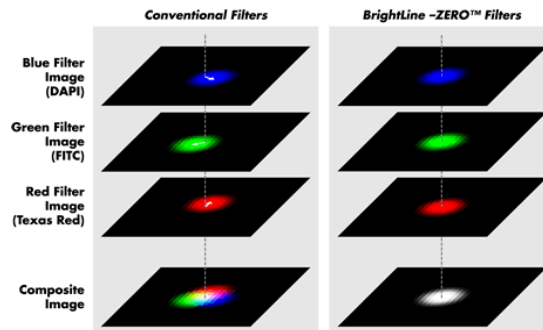 Conventional Filters
BrightLine –ZERO™ Filters
Blue Filter
Image
(DAPI)
Green Filter
Image
(FITC)
Red Filter
Image
(Texas Red)
Composite
Image